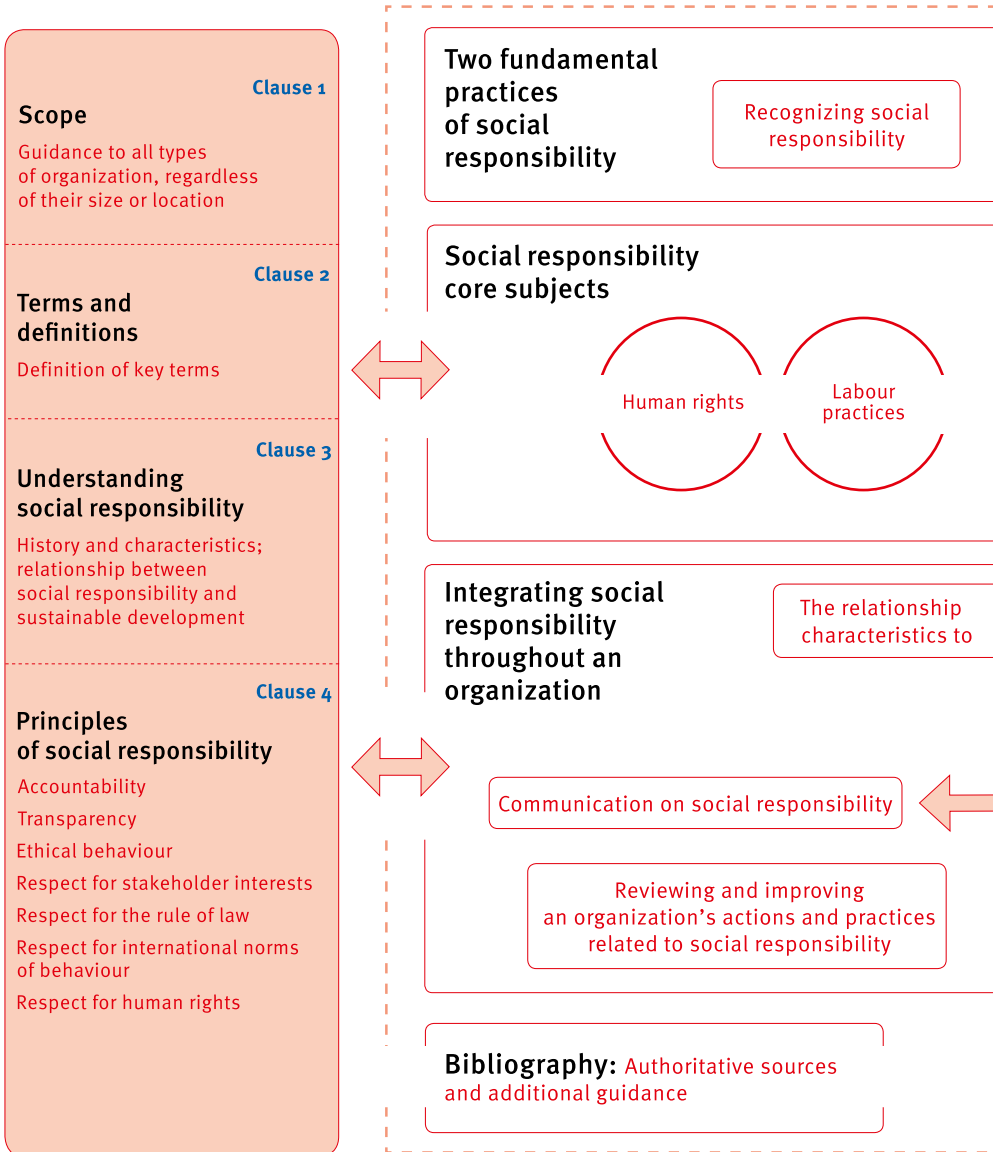 Clause 1
Scope
Guidance to all types
of organization, regardless
of their size or location
Clause 2
Terms and
definitions
Definition of key terms
Clause 3
Understanding
social responsibility
History and characteristics;
relationship between
social responsibility and
sustainable development
Clause 4
Principles
of social responsibility
Accountability
Transparency
Ethical behaviour
Respect for stakeholder interests
Respect for the rule of law
Respect for international norms
of behaviour
Respect for human rights
Two fundamental
practices
of social
responsibility
Recognizing social
responsibility
Social responsibility
core subjects
Human rights
Labour
practices
Integrating social
responsibility
throughout an
organization
The relationship
characteristics to
Communication on social responsibility
Reviewing and improving
an organization’s actions and practices
related to social responsibility
Bibliography: Authoritative sources
and additional guidance